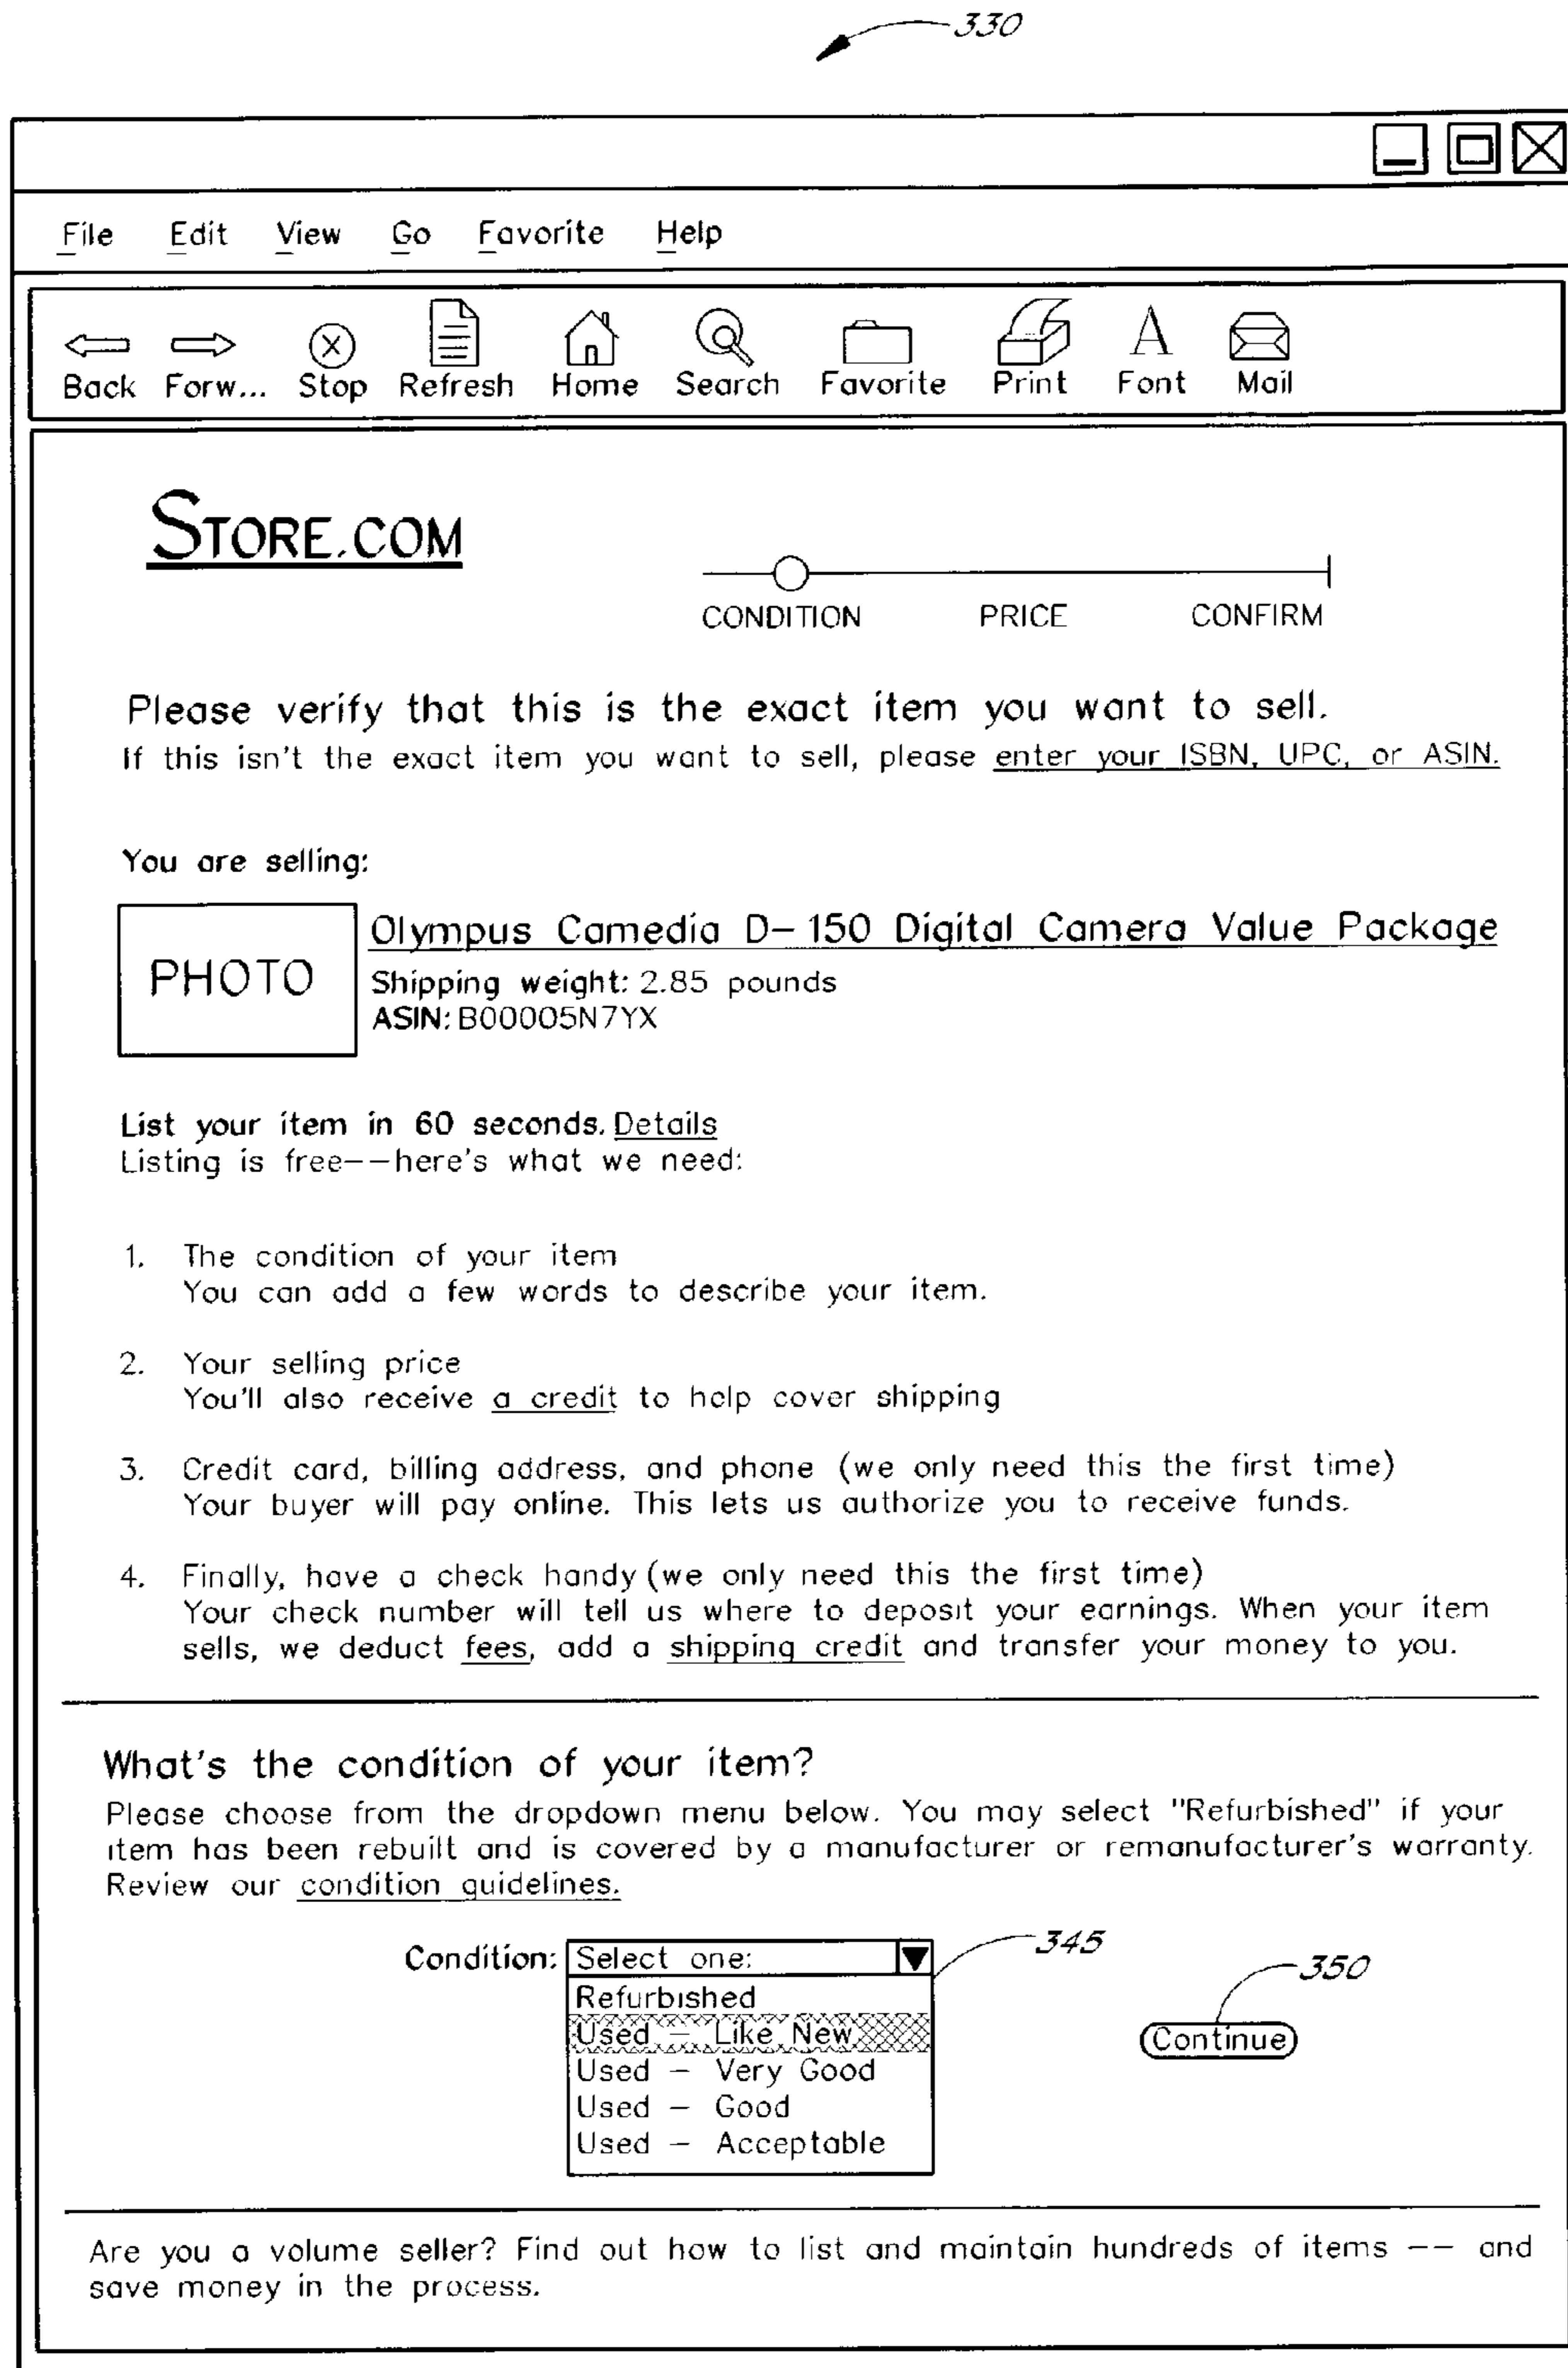 330
File Edit View Go Favorite Help
Back Forw... Stop Refresh Home Search Favorite Print Font Mail
STORE.COM
CONDITION PRICE CONFIRM
Please verify that this is the exact item you want to sell.
If this isn't the exact item you want to sell, please enter your ISBN, UPC, or ASIN.
You are selling:
PHOTO
Olympus Camedia D-150 Digital Camera Value Package
Shipping weight: 2.85 pounds
ASIN: B00005N7YX
List your item in 60 seconds. Details
Listing is free--here's what we need:
1. The condition of your item
You can add a few words to describe your item.
2. Your selling price
You'll also receive a credit to help cover shipping
3. Credit card, billing address, and phone (we only need this the first time)
Your buyer will pay online. This lets us authorize you to receive funds.
4. Finally, have a check handy (we only need this the first time)
Your check number will tell us where to deposit your earnings. When your item
sells, we deduct fees, add a shipping credit and transfer your money to you.
What's the condition of your item?
Please choose from the dropdown menu below. You may select "Refurbished" if your
item has been rebuilt and is covered by a manufacturer or remanufacturer's warranty.
Review our condition guidelines.
Condition: Select one:
345
Refurbished
350
Used - Like New
Continue
Used - Very Good
Used - Good
Used - Acceptable
Are you a volume seller? Find out how to list and maintain hundreds of items -- and
save money in the process.